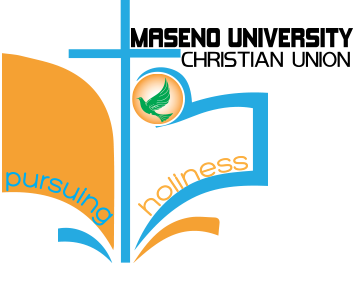 MASENO UNIVERSITY
CHRISTIAN UNION
pursuing
holiness